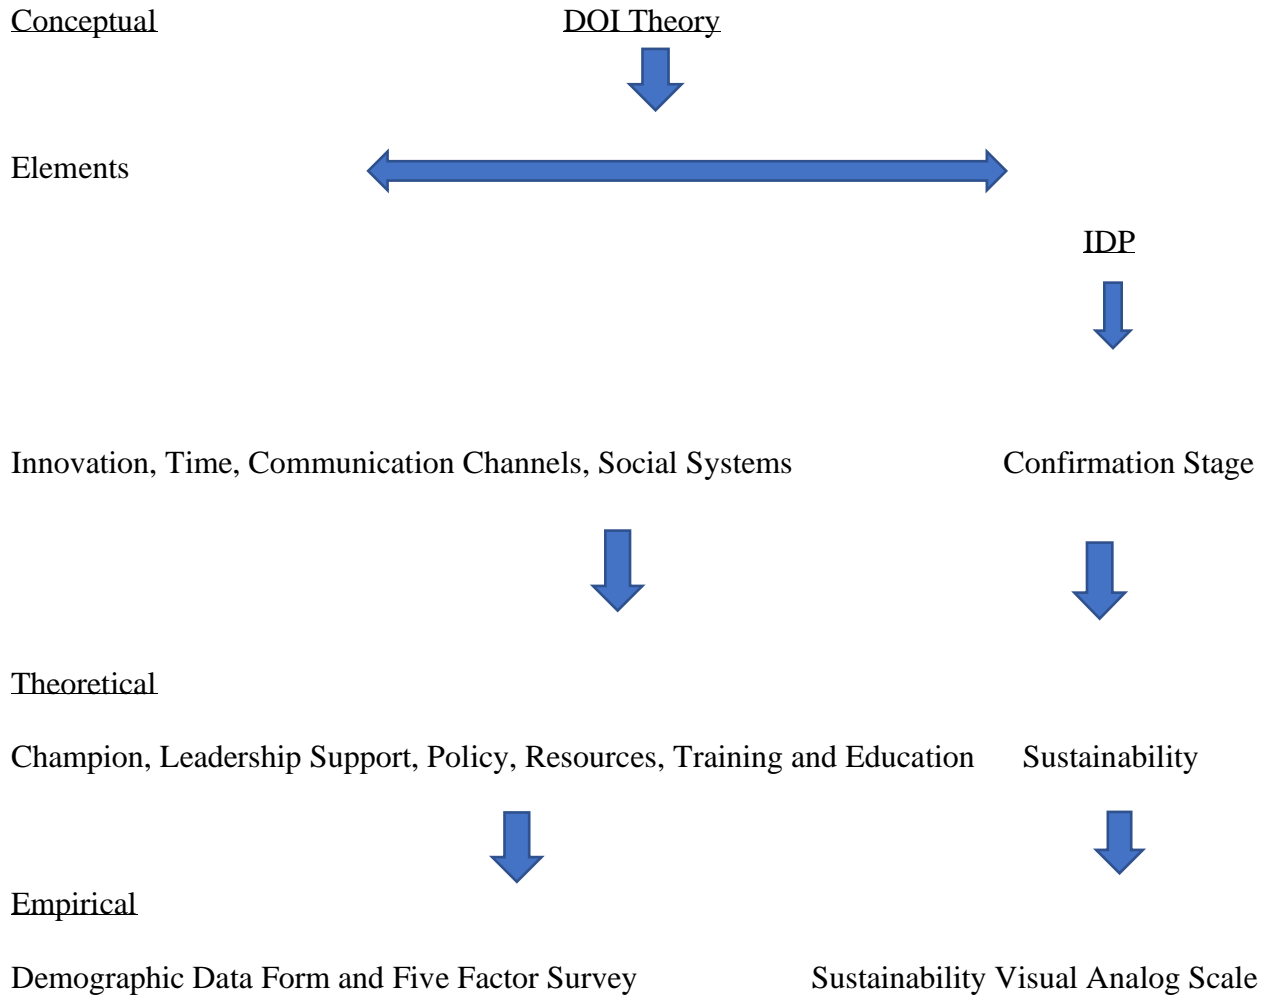 Conceptual DOI Theory
Elements
IDP
Innovation, Time, Communication Channels, Social Systems Confirmation Stage
Theoretical
Champion, Leadership Support, Policy, Resources, Training and Education Sustainability
Empirical
Demographic Data Form and Five Factor Survey Sustainability Visual Analog Scale